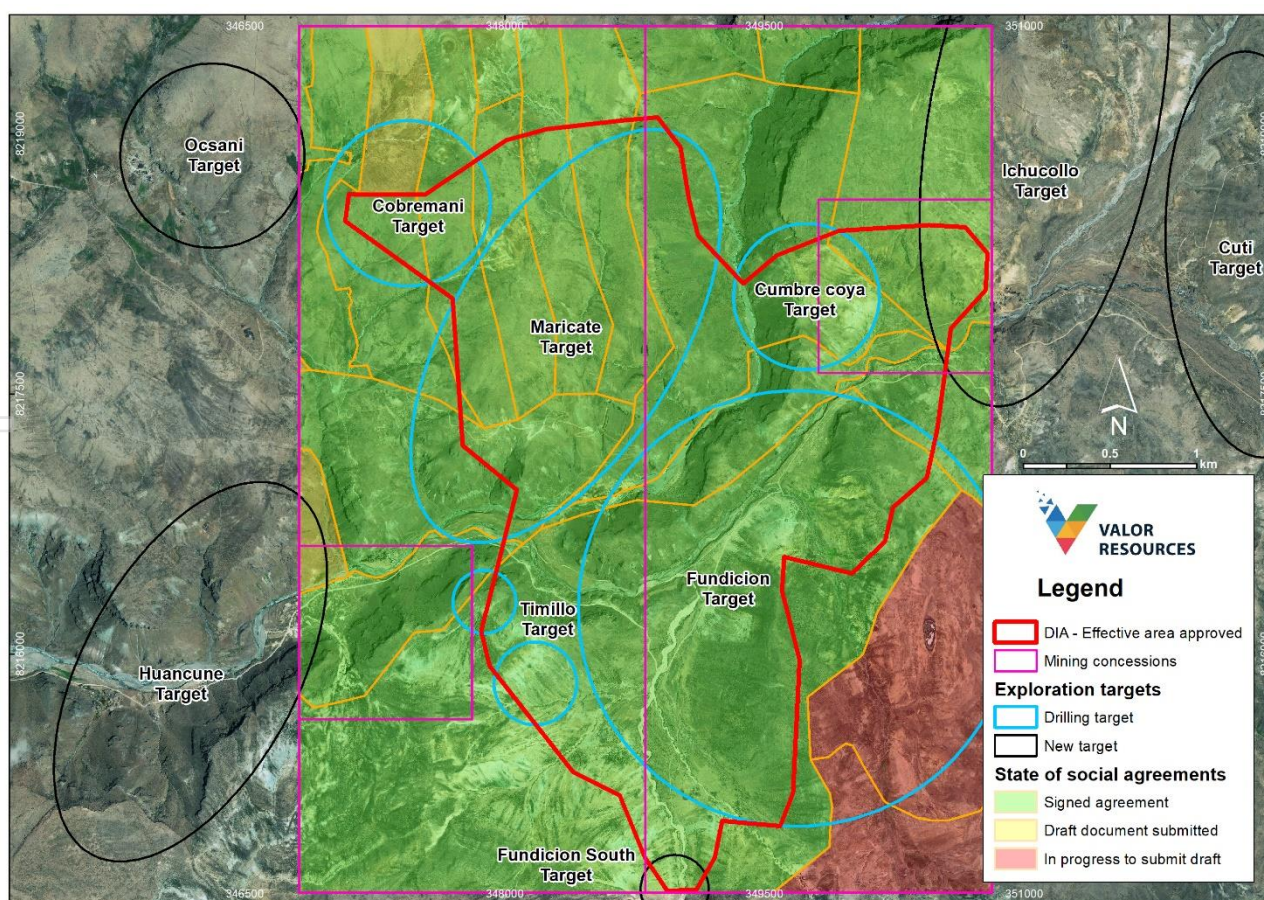 346500
348000
349500
351000
8219000
Ocsani
Target
Cobremani
Target
Ichucollo
Target
Cuti
Target
Cumbre coya
Target
Maricate
Target
8217500
N
0
0.5
1
km
Fundicion
Target
Timillo
Target
Huancune
Target
8216000
Fundicion South
Target
346500
348000
349500
351000
VALOR
RESOURCES
Legend
DIA - Effective area approved
Mining concessions
Exploration targets
Drilling target
New target
State of social agreements
Signed agreement
Draft document submitted
In progress to submit draft